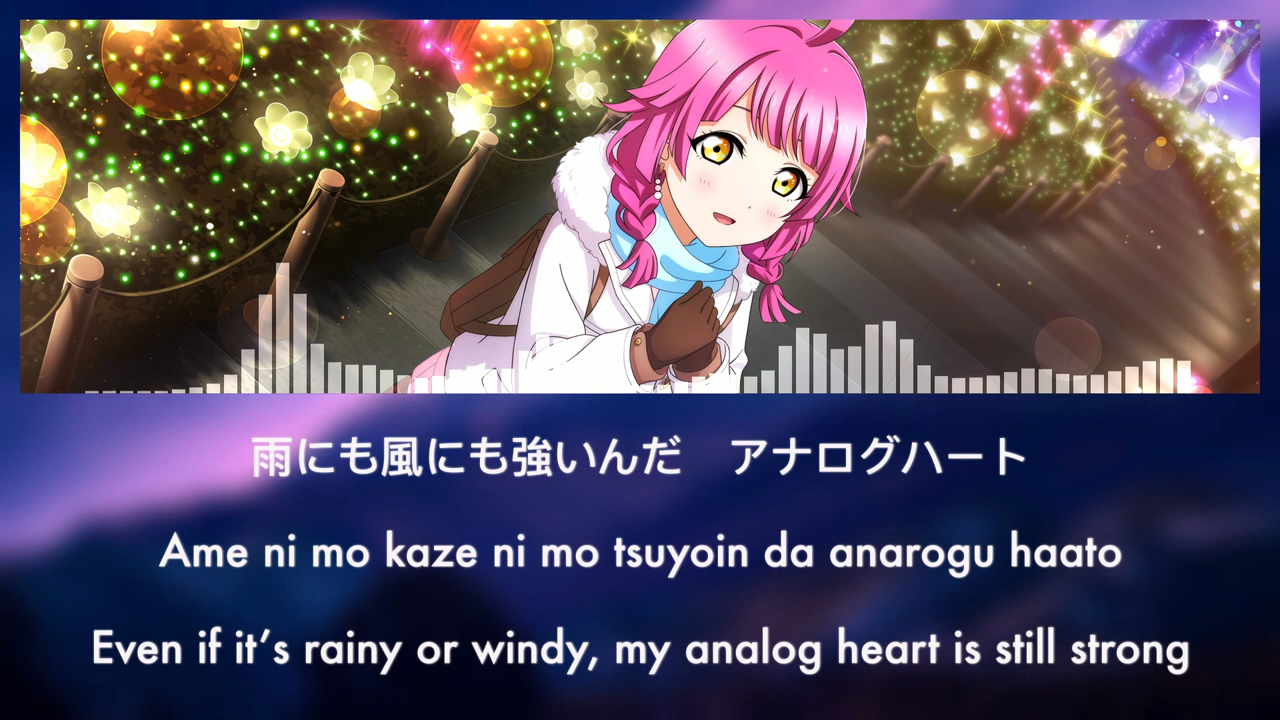 雨にも風にも強いんだ　アナログハート
Ame ni mo kaze ni mo tsuyoin da anarogu haato
Even if it’s rainy or windy, my analog heart is still strong